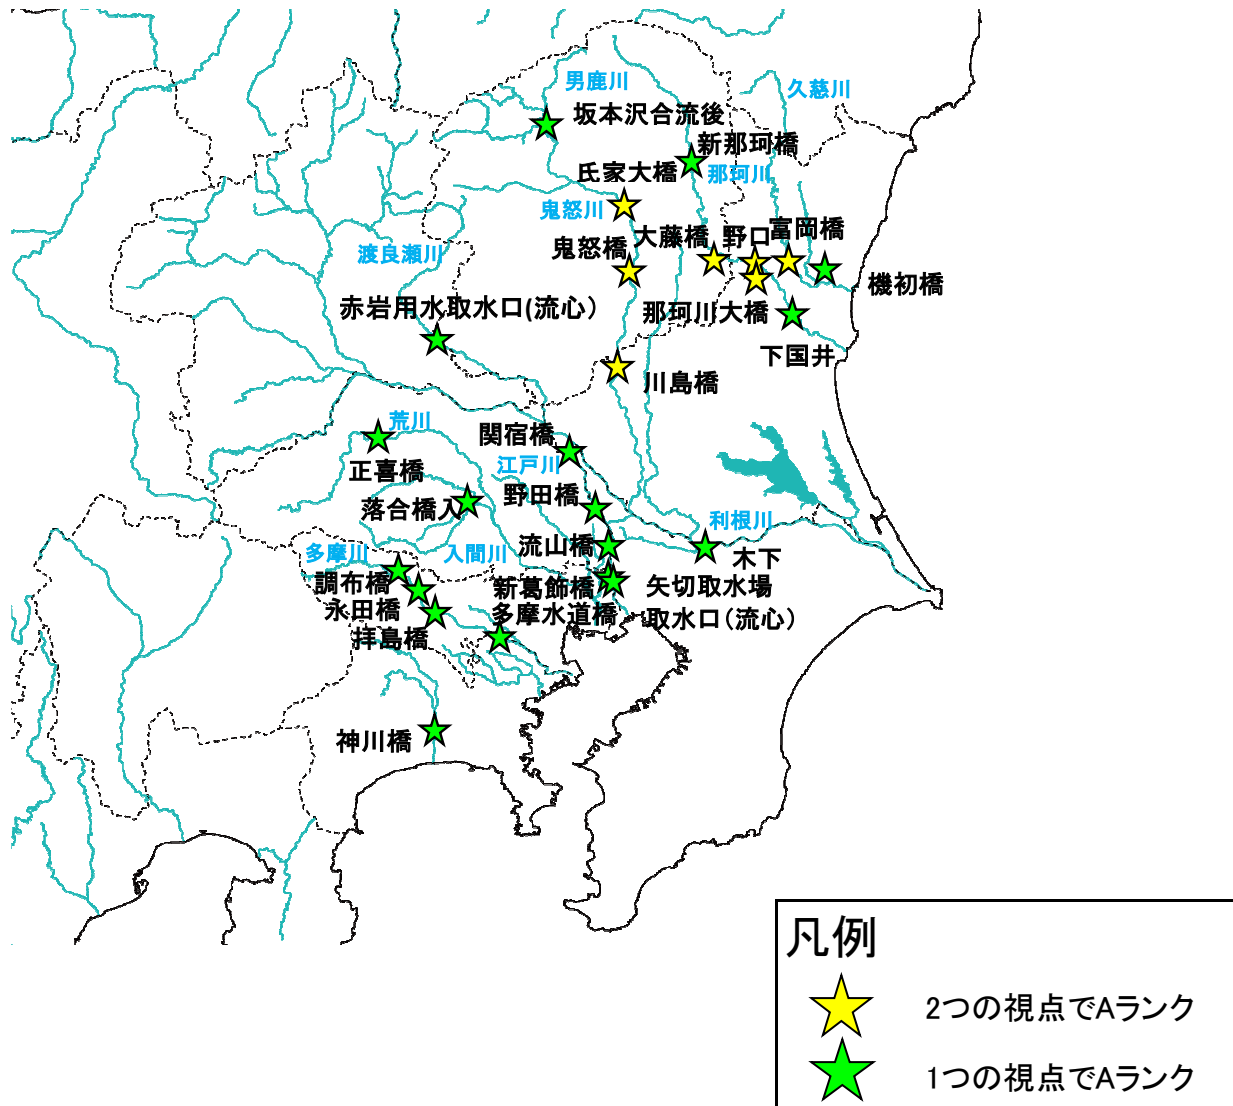 男鹿川
久慈川
坂本沢合流後
新那珂橋
氏家大橋
那珂川
鬼怒川
大藤橋
野口
富岡橋
鬼怒橋
渡良瀬川
機初橋
赤岩用水取水口(流心）
那珂川大橋
下国井
川島橋
荒川
関宿橋
正喜橋
江戸川
野田橋
落合橋入
利根川
多摩川
入間川
流山橋
木下
調布橋
新葛飾橋
矢切取水場
取水口（流心）
永田橋
多摩水道橋
拝島橋
神川橋
凡例
2つの視点でAランク
1つの視点でAランク